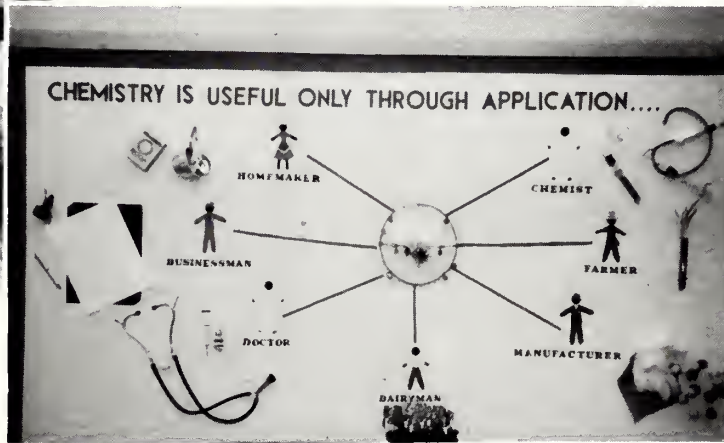 CHEMISTRY IS USEFUL ONLY THROUGH APPLICATION....
HOMEMAKER
CHEMIST
BUSINESSMAN
FARMER
DOCTOR
MANUFACTURER
DAIRYMAN